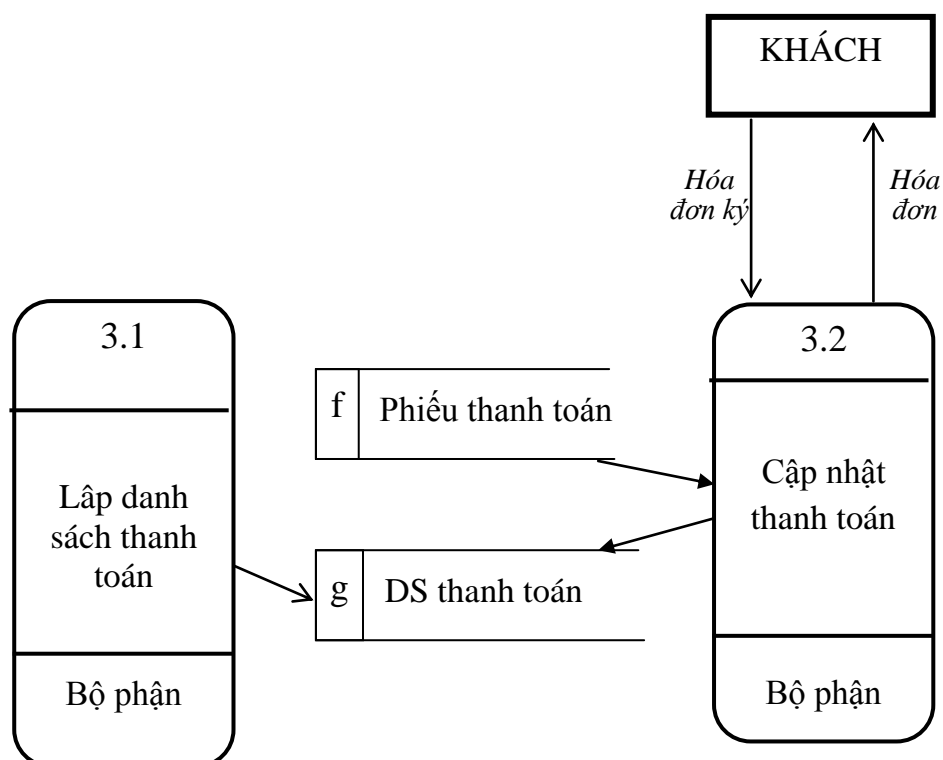 KHÁCH
Hóa
đơn ký
Hóa
đơn
3.1
Lâp danh
sách thanh
toán
Bộ phận
f
Phiếu thanh toán
g
DS thanh toán
3.2
Cập nhật
thanh toán
Bộ phận